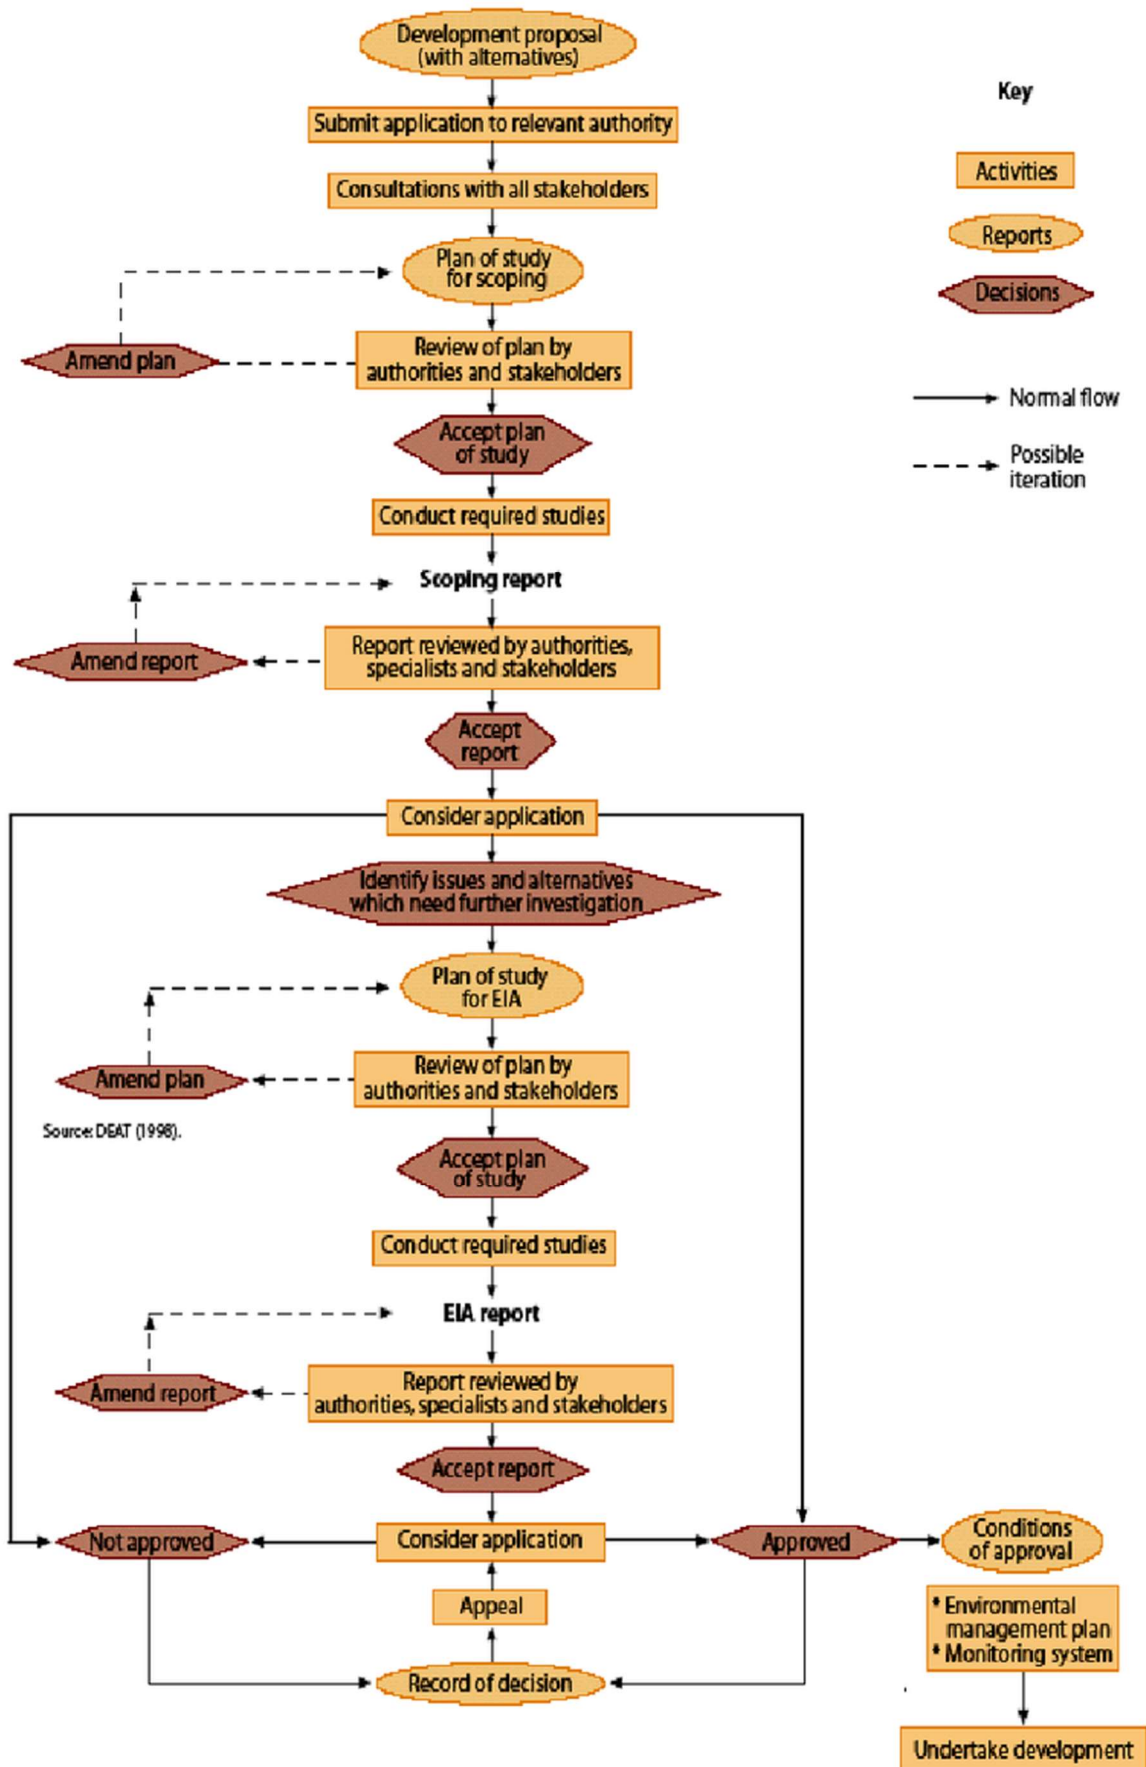 Development proposal
(with alternatives)
Submit application to relevant authority
Consultations with all stakeholders
Plan of study
for scoping
Review of plan by
authorities and stakeholders
Amend plan
Accept plan
of study
Conduct required studies
Scoping report
Report reviewed by authorities,
specialists and stakeholders
Amend report
Accept
report
Consider application
Identify issues and alternatives
which need further investigation
Plan of study
for EIA
Review of plan by
authorities and stakeholders
Amend plan
Source: DEAT (1998).
Accept plan
of study
Conduct required studies
EIA report
Report reviewed by
authorities, specialists and stakeholders
Amend report
Accept report
Not approved
Consider application
Approved
Conditions
of approval
Appeal
* Environmental
management plan
* Monitoring system
Record of decision
Undertake development
Key
Activities
Reports
Decisions
Normal flow
Possible
iteration